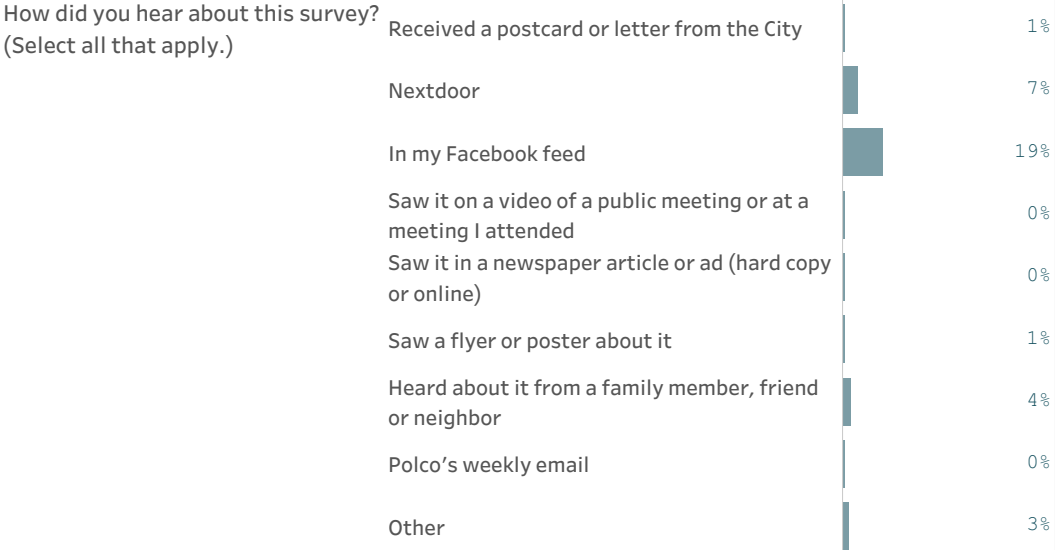 How did you hear about this survey?
(Select all that apply.)
Received a postcard or letter from the City
1%
Nextdoor
7%
In my Facebook feed
19%
Saw it on a video of a public meeting or at a
meeting I attended
0%
Saw it in a newspaper article or ad (hard copy
or online)
0%
Saw a flyer or poster about it
1%
Heard about it from a family member, friend
or neighbor
4%
Polco’s weekly email
0%
Other
3%